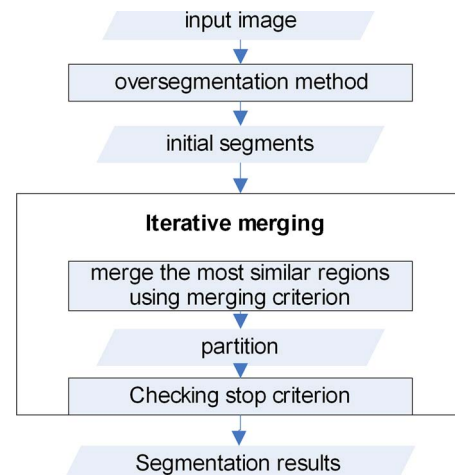 input image
oversegmentation method
initial segments
Iterative merging
merge the most similar regions
using merging criterion
partition
Checking stop criterion
Segmentation results